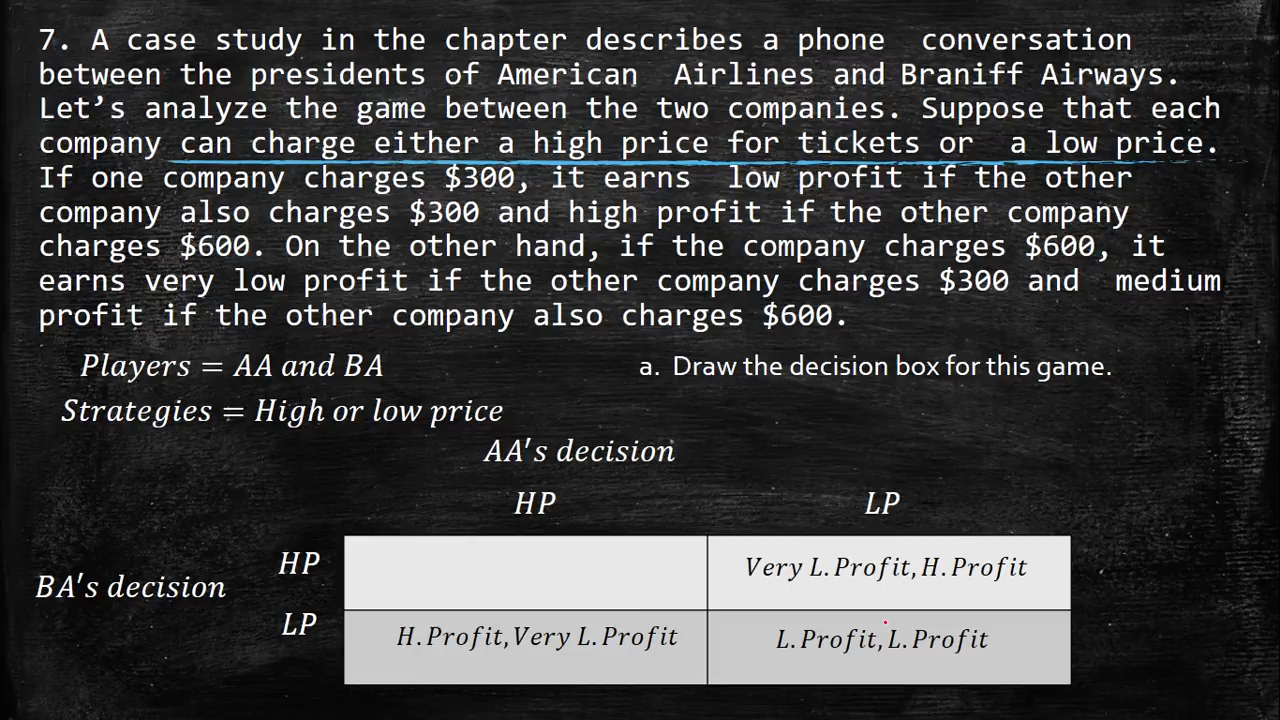 7. A case study in the chapter describes a phone conversation
between the presidents of American Airlines and Braniff Airways.
Let’s analyze the game between the two companies. Suppose that each
company can charge either a high price for tickets or a low price.
If one company charges $300, it earns low profit if the other
company also charges $300 and high profit if the other company
charges $600. On the other hand, if the company charges $600, it
earns very low profit if the other company charges $300 and medium
profit if the other company also charges $600.
Players = AA and BA
a. Draw the decision box for this game.
Strategies = High or low price
AA's decision
HP LP
HP
Very L.Profit,H.Profit
BA's decision
LP
H.Profit,Very L.Profit
L.Profit,L.Profit